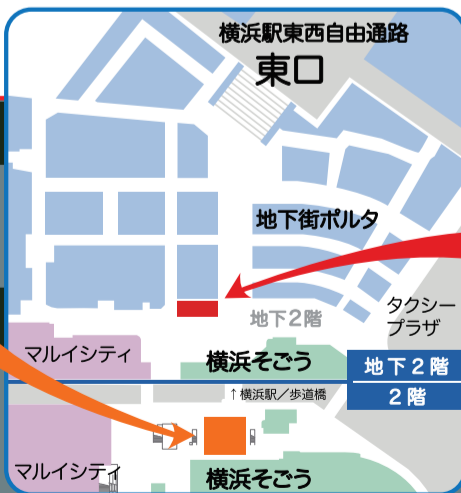 横浜駅東西自由通路
東口
地下街ポルタ
地下2階
タクシー
プラザ
マルイシティ
横浜そごう
地下2階
2階
↑横浜駅／歩道橋
マルイシティ
横浜そごう